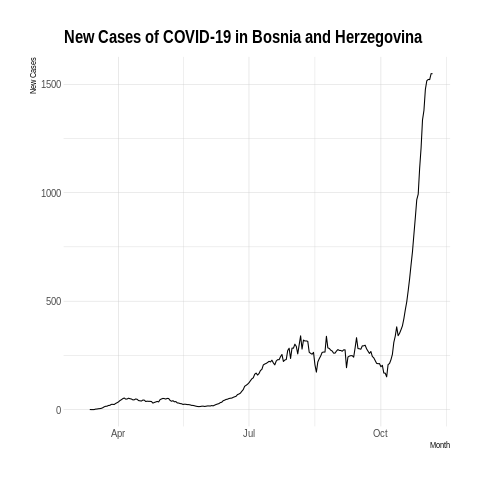 New Cases of COVID-19 in Bosnia and Herzegovina
New Cases
1500
1000
500
0
Apr Jul Oct
Month